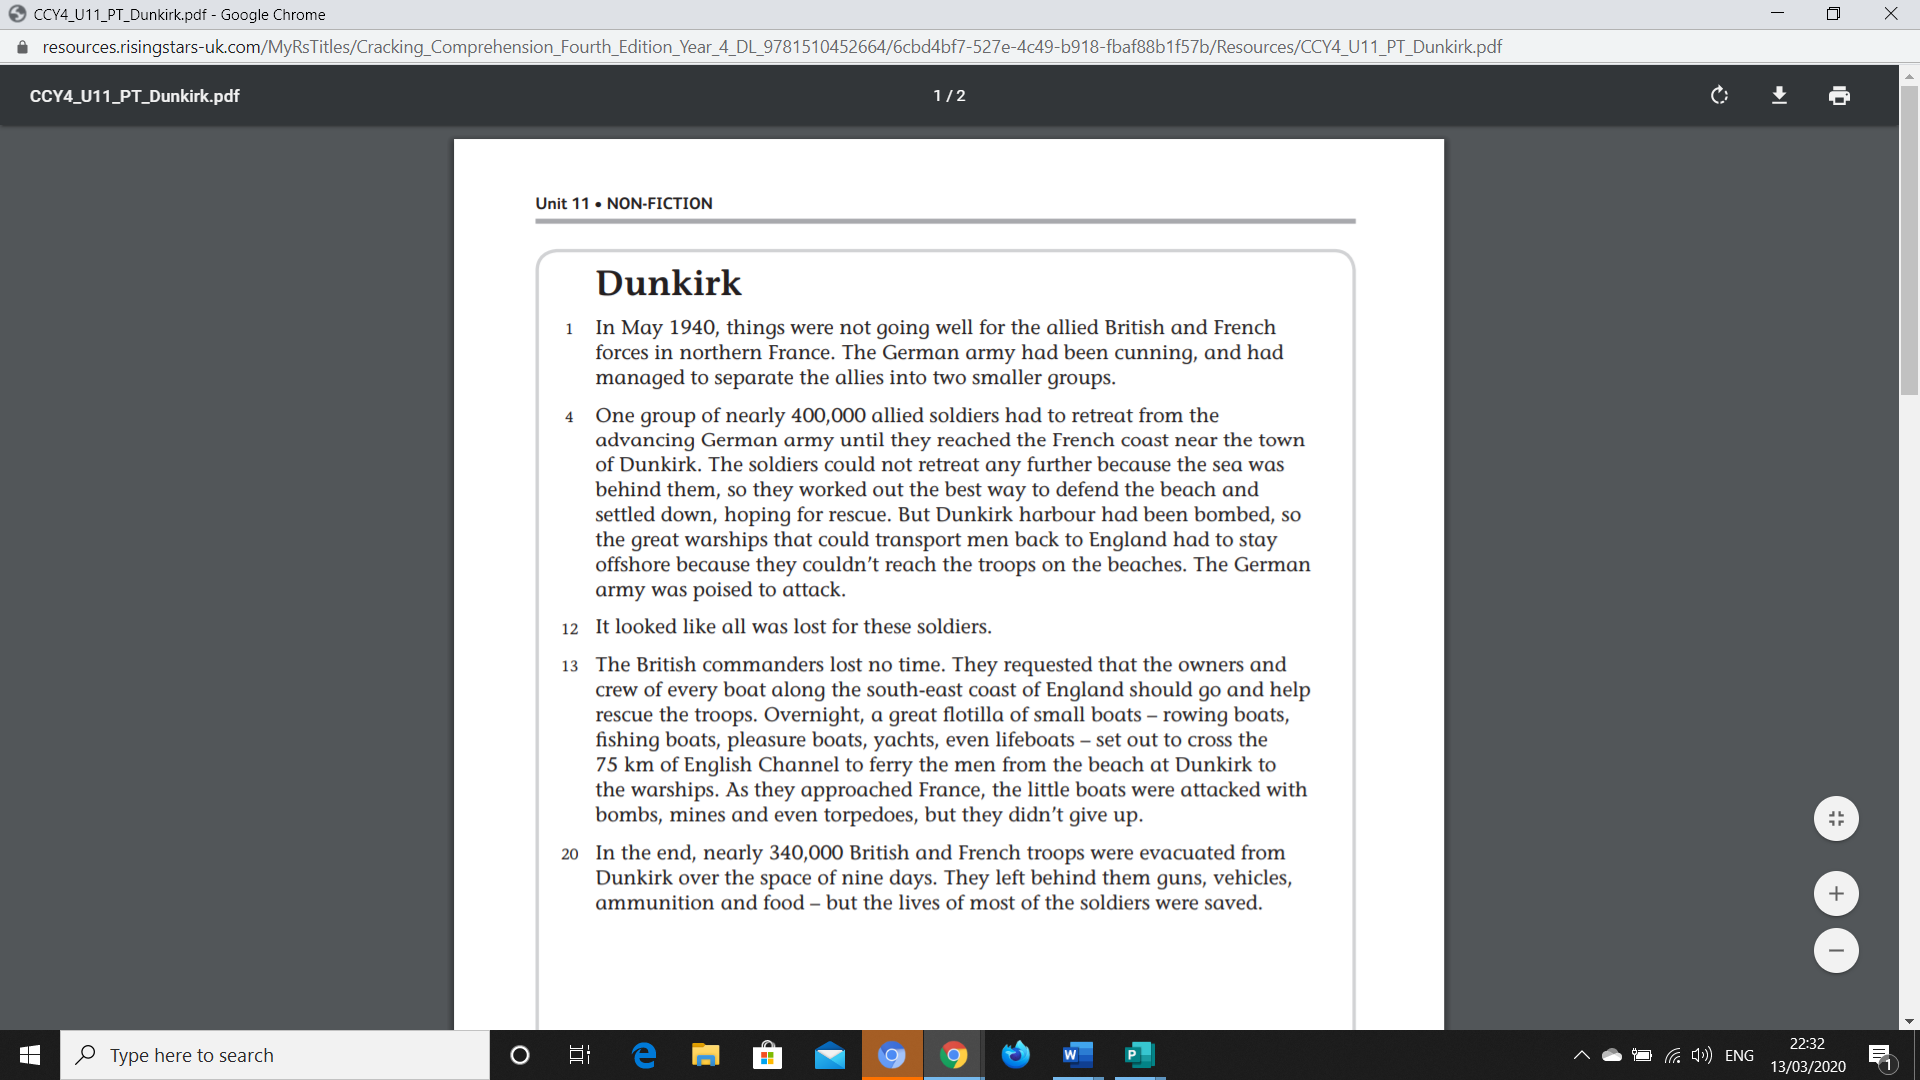 CCY4_U11_PT_Dunkirk.pdf - Google Chrome
resources.risingstars-uk.com/MyRsTitles/Cracking_Comprehension_Fourth_Edition_Year_4_DL_9781510452664/6cbd4bf7-527e-4c49-b918-fbaf88b1f57b/Resources/CCY4_U11_PT_Dunkirk.pdf
CCY4_U11_PT_Dunkirk.pdf 1 / 2
Unit 11 • NON-FICTION
Dunkirk
1 In May 1940, things were not going well for the allied British and French
forces in northern France. The German army had been cunning, and had
managed to separate the allies into two smaller groups.
4 One group of nearly 400,000 allied soldiers had to retreat from the
advancing German army until they reached the French coast near the town
of Dunkirk. The soldiers could not retreat any further because the sea was
behind them, so they worked out the best way to defend the beach and
settled down, hoping for rescue. But Dunkirk harbour had been bombed, so
the great warships that could transport men back to England had to stay
offshore because they couldn't reach the troops on the beaches. The German
army was poised to attack.
12 It looked like all was lost for these soldiers.
13 The British commanders lost no time. They requested that the owners and
crew of every boat along the south-east coast of England should go and help
rescue the troops. Overnight, a great flotilla of small boats – rowing boats,
fishing boats, pleasure boats, yachts, even lifeboats – set out to cross the
75 km of English Channel to ferry the men from the beach at Dunkirk to
the warships. As they approached France, the little boats were attacked with
bombs, mines and even torpedoes, but they didn't give up.
20 In the end, nearly 340,000 British and French troops were evacuated from
Dunkirk over the space of nine days. They left behind them guns, vehicles,
ammunition and food – but the lives of most of the soldiers were saved.
Type here to search
ENG
22:32
13/03/2020
1